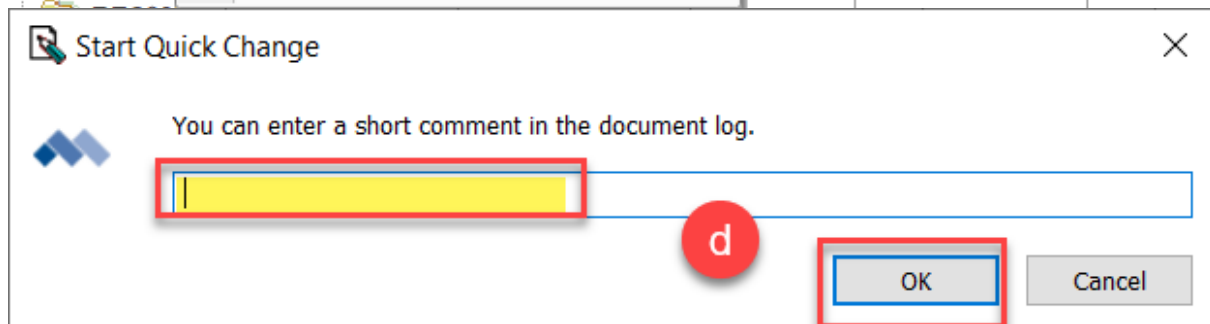 Start Quick Change
You can enter a short comment in the document log.
d
OK
Cancel